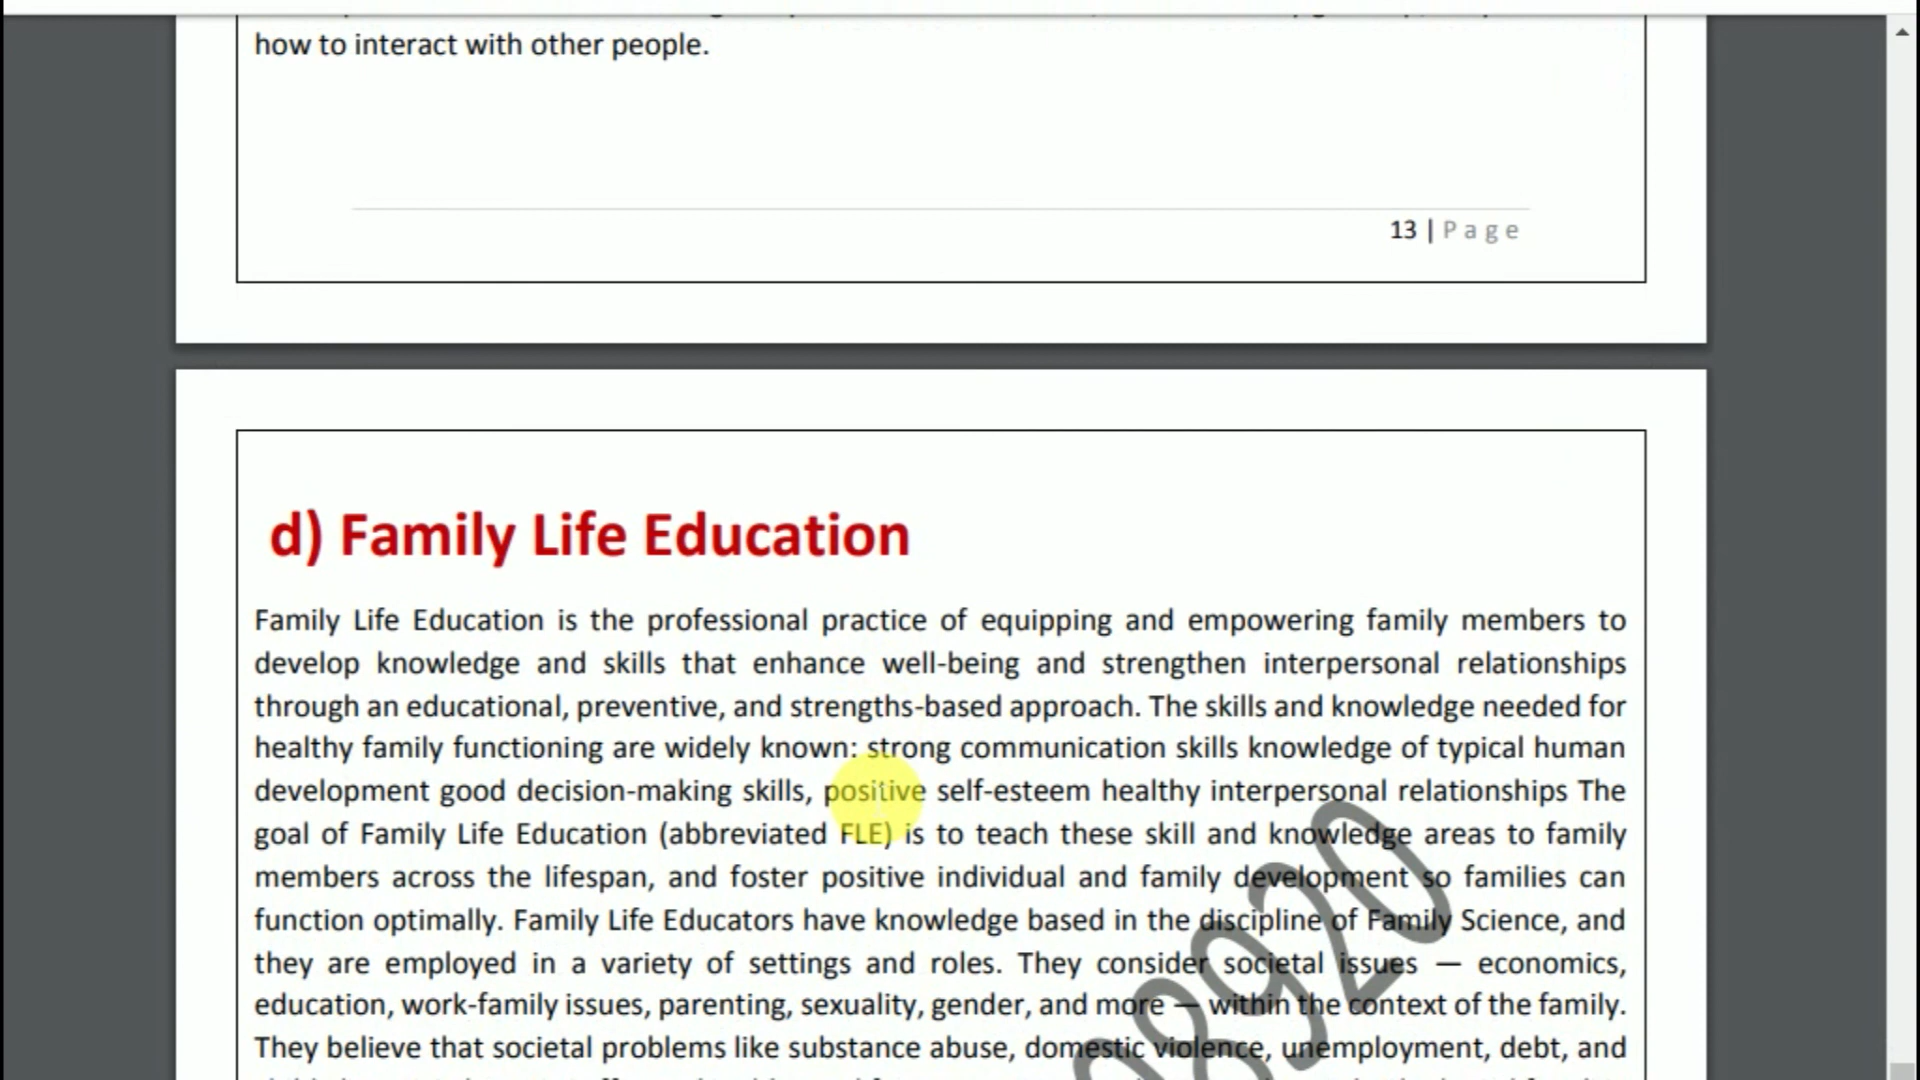 how to interact with other people.
13 | Page
d) Family Life Education
Family Life Education is the professional practice of equipping and empowering family members to
develop knowledge and skills that enhance well-being and strengthen interpersonal relationships
through an educational, preventive, and strengths-based approach. The skills and knowledge needed for
healthy family functioning are widely known: strong communication skills knowledge of typical human
development good decision-making skills, positive self-esteem healthy interpersonal relationships The
goal of Family Life Education (abbreviated FLE) is to teach these skill and knowledge areas to family
members across the lifespan, and foster positive individual and family development so families can
function optimally. Family Life Educators have knowledge based in the discipline of Family Science, and
they are employed in a variety of settings and roles. They consider societal issues — economics,
education, work-family issues, parenting, sexuality, gender, and more — within the context of the family.
They believe that societal problems like substance abuse, domestic violence, unemployment, debt, and
8920